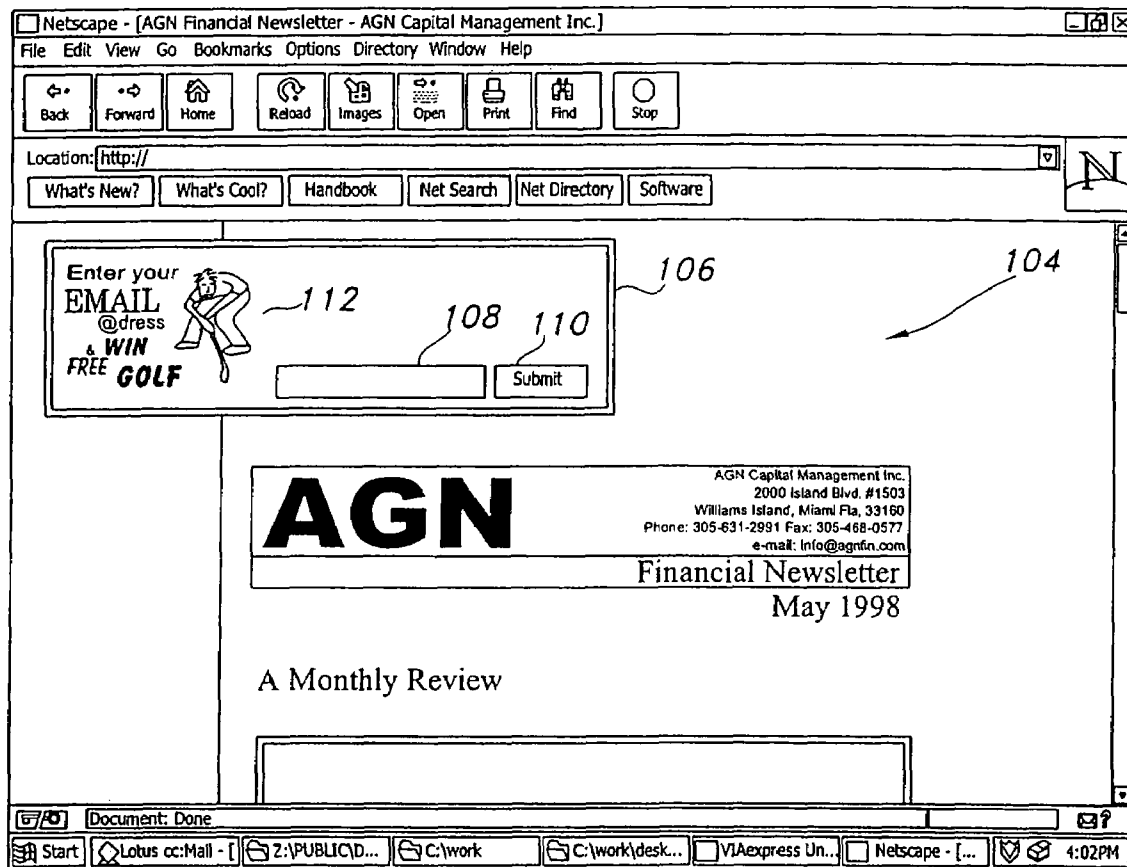 Netscape - [AGN Financial Newsletter - AGN Capital Management Inc.]
File Edit View Go Bookmarks Options Directory Window Help
Back Forward Home Reload Images Open Print Find Stop
Location: http://
N
What's New? What's Cool? Handbook Net Search Net Directory Software
Enter your
EMAIL
@dress
& WIN
FREE GOLF
112
108
110
Submit
106
104
AGN
AGN Capital Management Inc.
2000 Island Blvd. #1503
Williams Island, Miami Fla, 33160
Phone: 305-631-2991 Fax: 305-468-0577
e-mail: Info@agnfin.com
Financial Newsletter
May 1998
A Monthly Review
Document: Done
Start Lotus cc:Mail - [ Z:\PUBLIC\D... C:\work C:\work\desk... VIAexpress Un... Netscape - [... 4:02PM